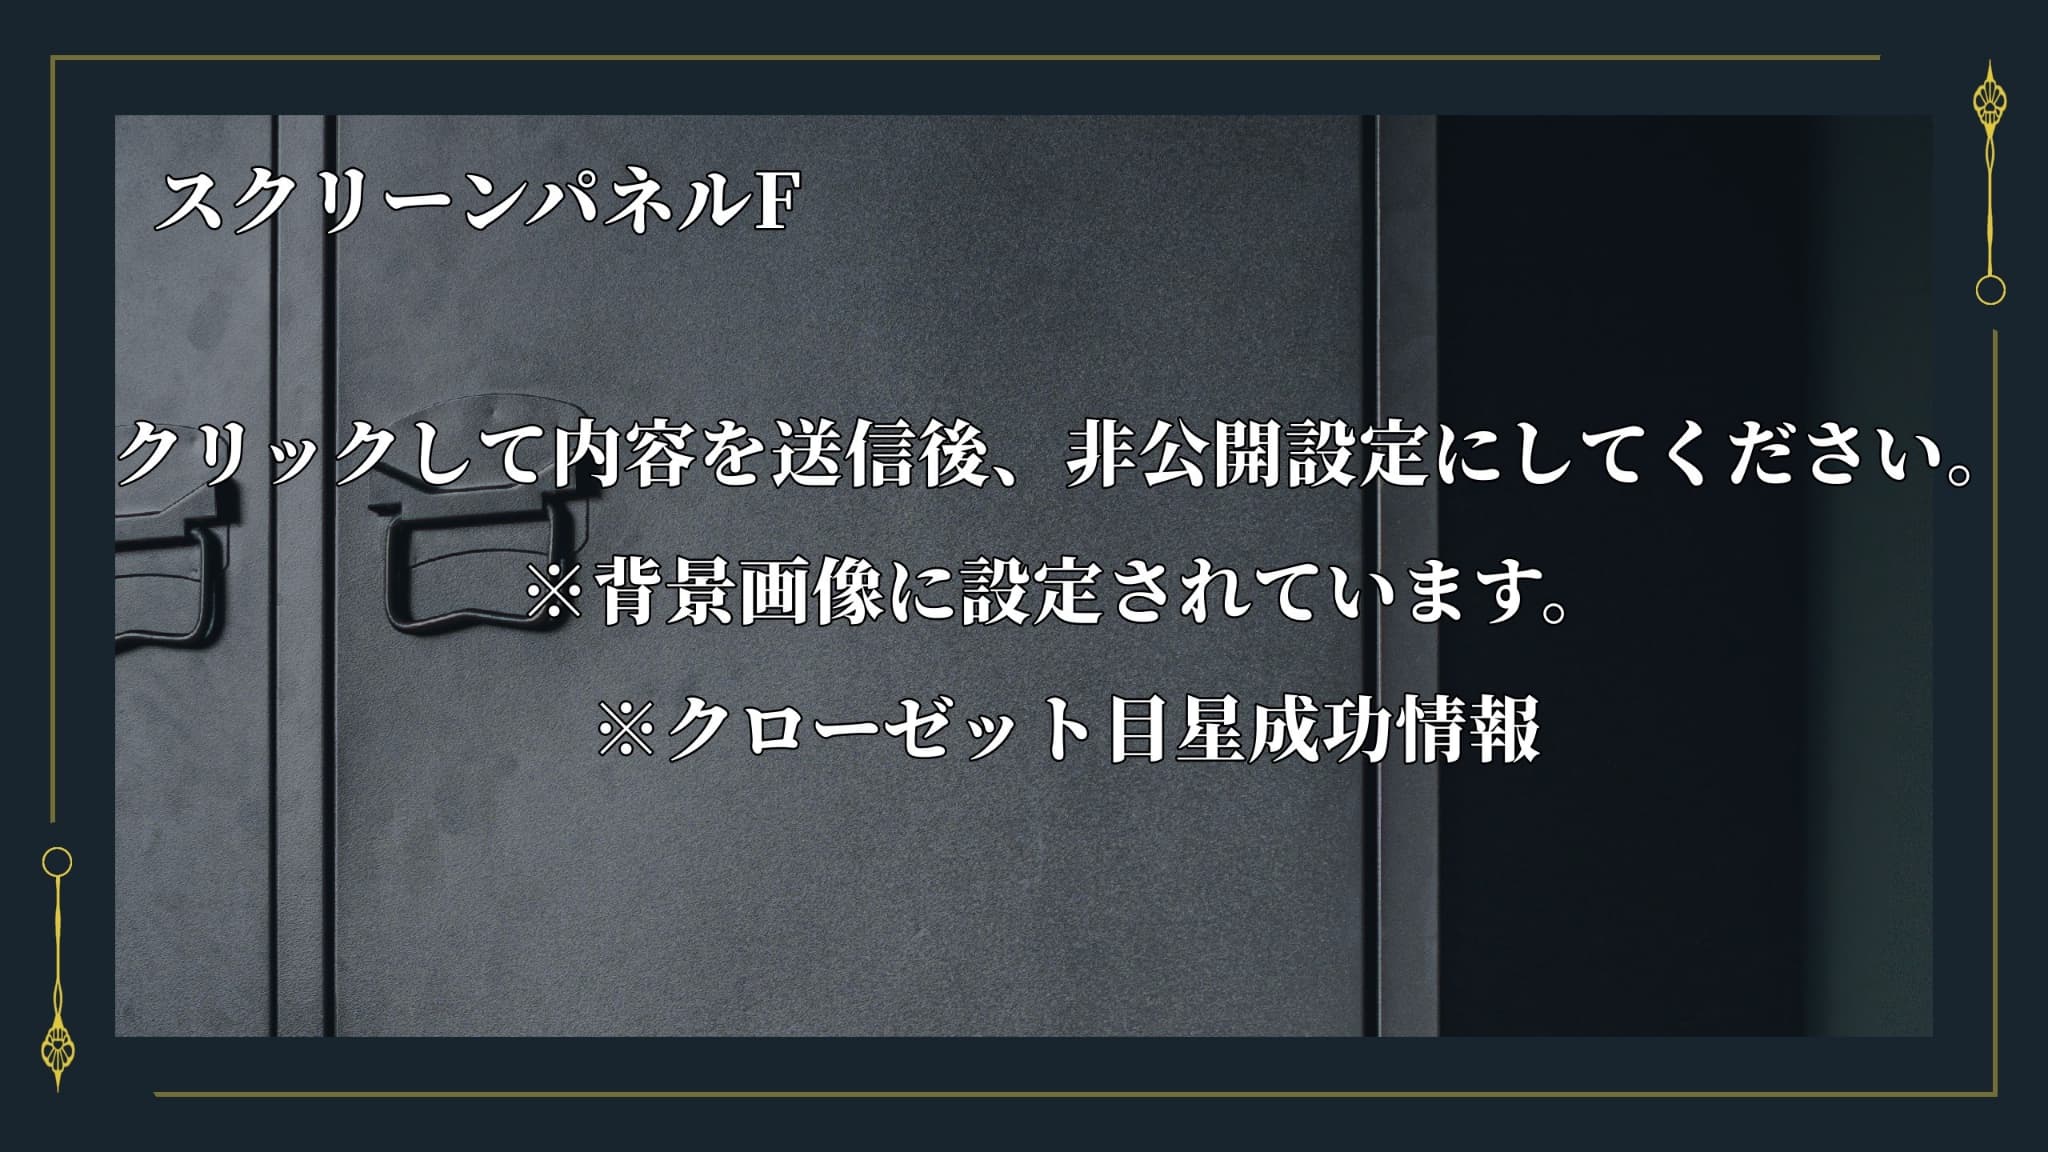 スクリーンパネルF
クリックして内容を送信後、非公開設定にしてください。
※背景画像に設定されています。
※クローゼット目星成功情報